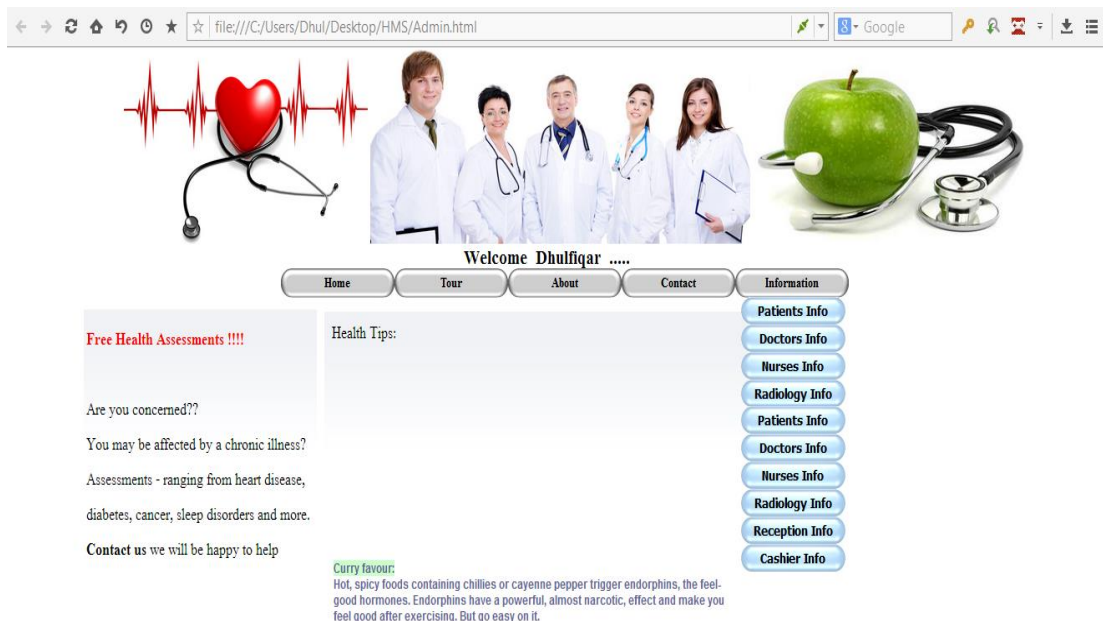 file:///C:/Users/Dhul/Desktop/HMS/Admin.html
8 Google
Welcome Dhulfiqar .....
Home Tour About Contact Information
Patients Info
Doctors Info
Nurses Info
Radiology Info
Patients Info
Doctors Info
Nurses Info
Radiology Info
Reception Info
Cashier Info
Free Health Assessments !!!!
Are you concerned??
You may be affected by a chronic illness?
Assessments - ranging from heart disease,
diabetes, cancer, sleep disorders and more.
Contact us we will be happy to help
Health Tips:
Curry favour:
Hot, spicy foods containing chillies or cayenne pepper trigger endorphins, the feel-
good hormones. Endorphins have a powerful, almost narcotic, effect and make you
feel good after exercising. But go easy on it.